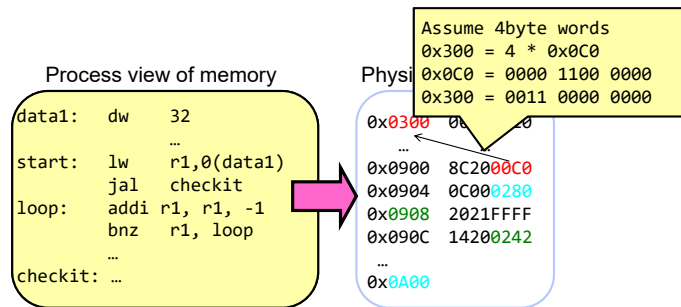 Assume 4byte words
0x300 = 4 * 0x0C0
0x0C0 = 0000 1100 0000
0x300 = 0011 0000 0000
Process view of memory
data1: dw 32
…
start: lw r1,0(data1)
jal checkit
loop: addi r1, r1, -1
bnz r1, loop
…
checkit: …
Physi
0x0300
…
0x0900 8C2000C0
0x0904 0C000280
0x0908 2021FFFF
0x090C 14200242
…
0x0A00